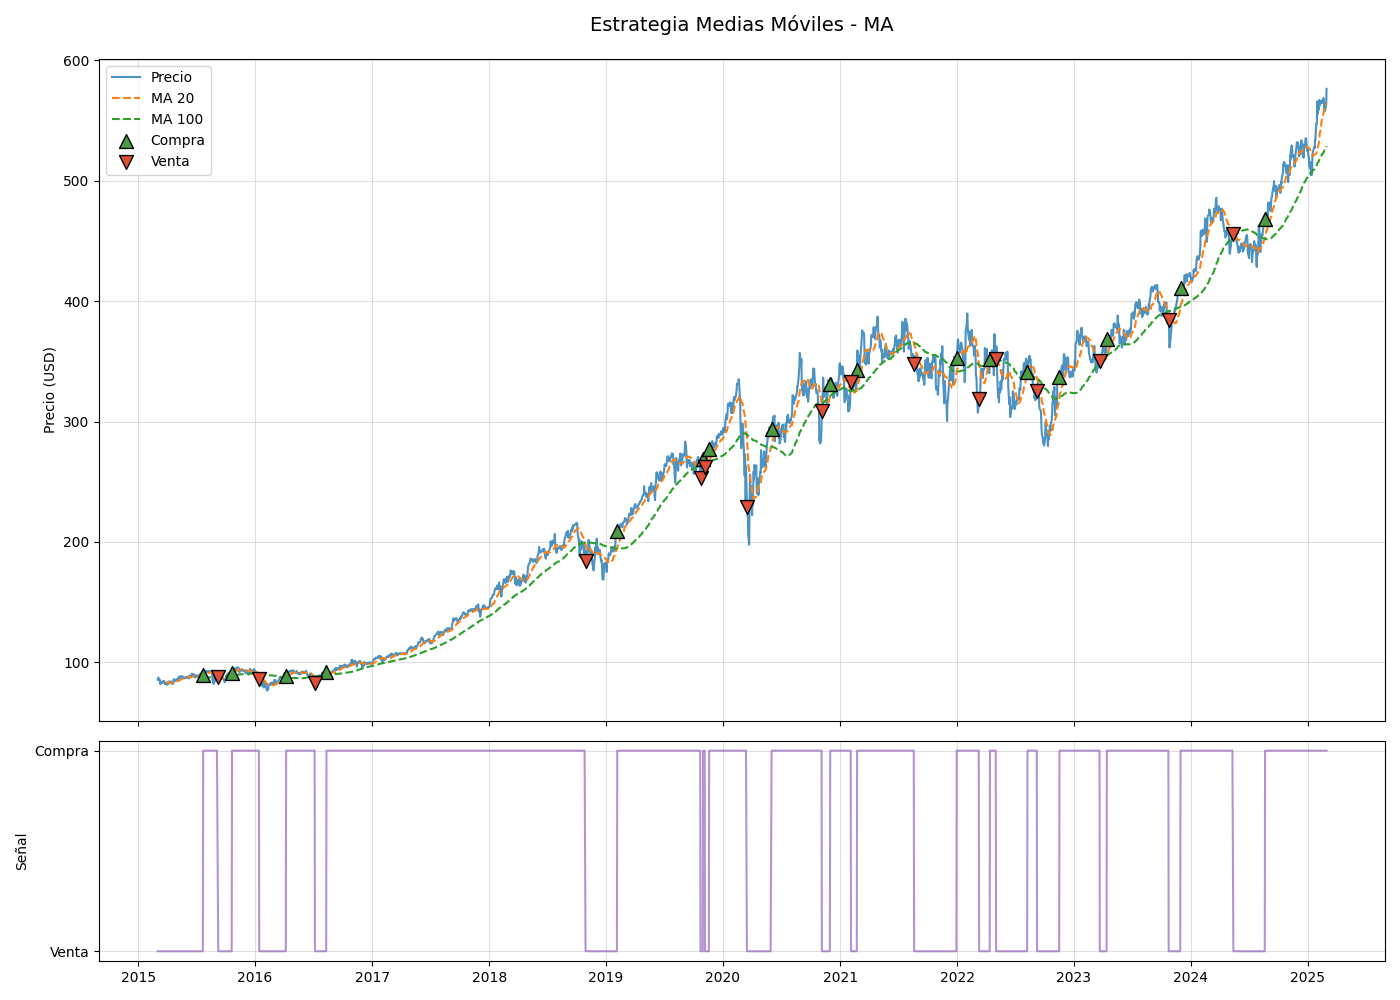 Estrategia Medias Móviles - MA
Precio
MA 20
MA 100
Compra
Venta
Precio (USD)
600
500
400
300
200
100
Señal
Compra
Venta
2015 2016 2017 2018 2019 2020 2021 2022 2023 2024 2025